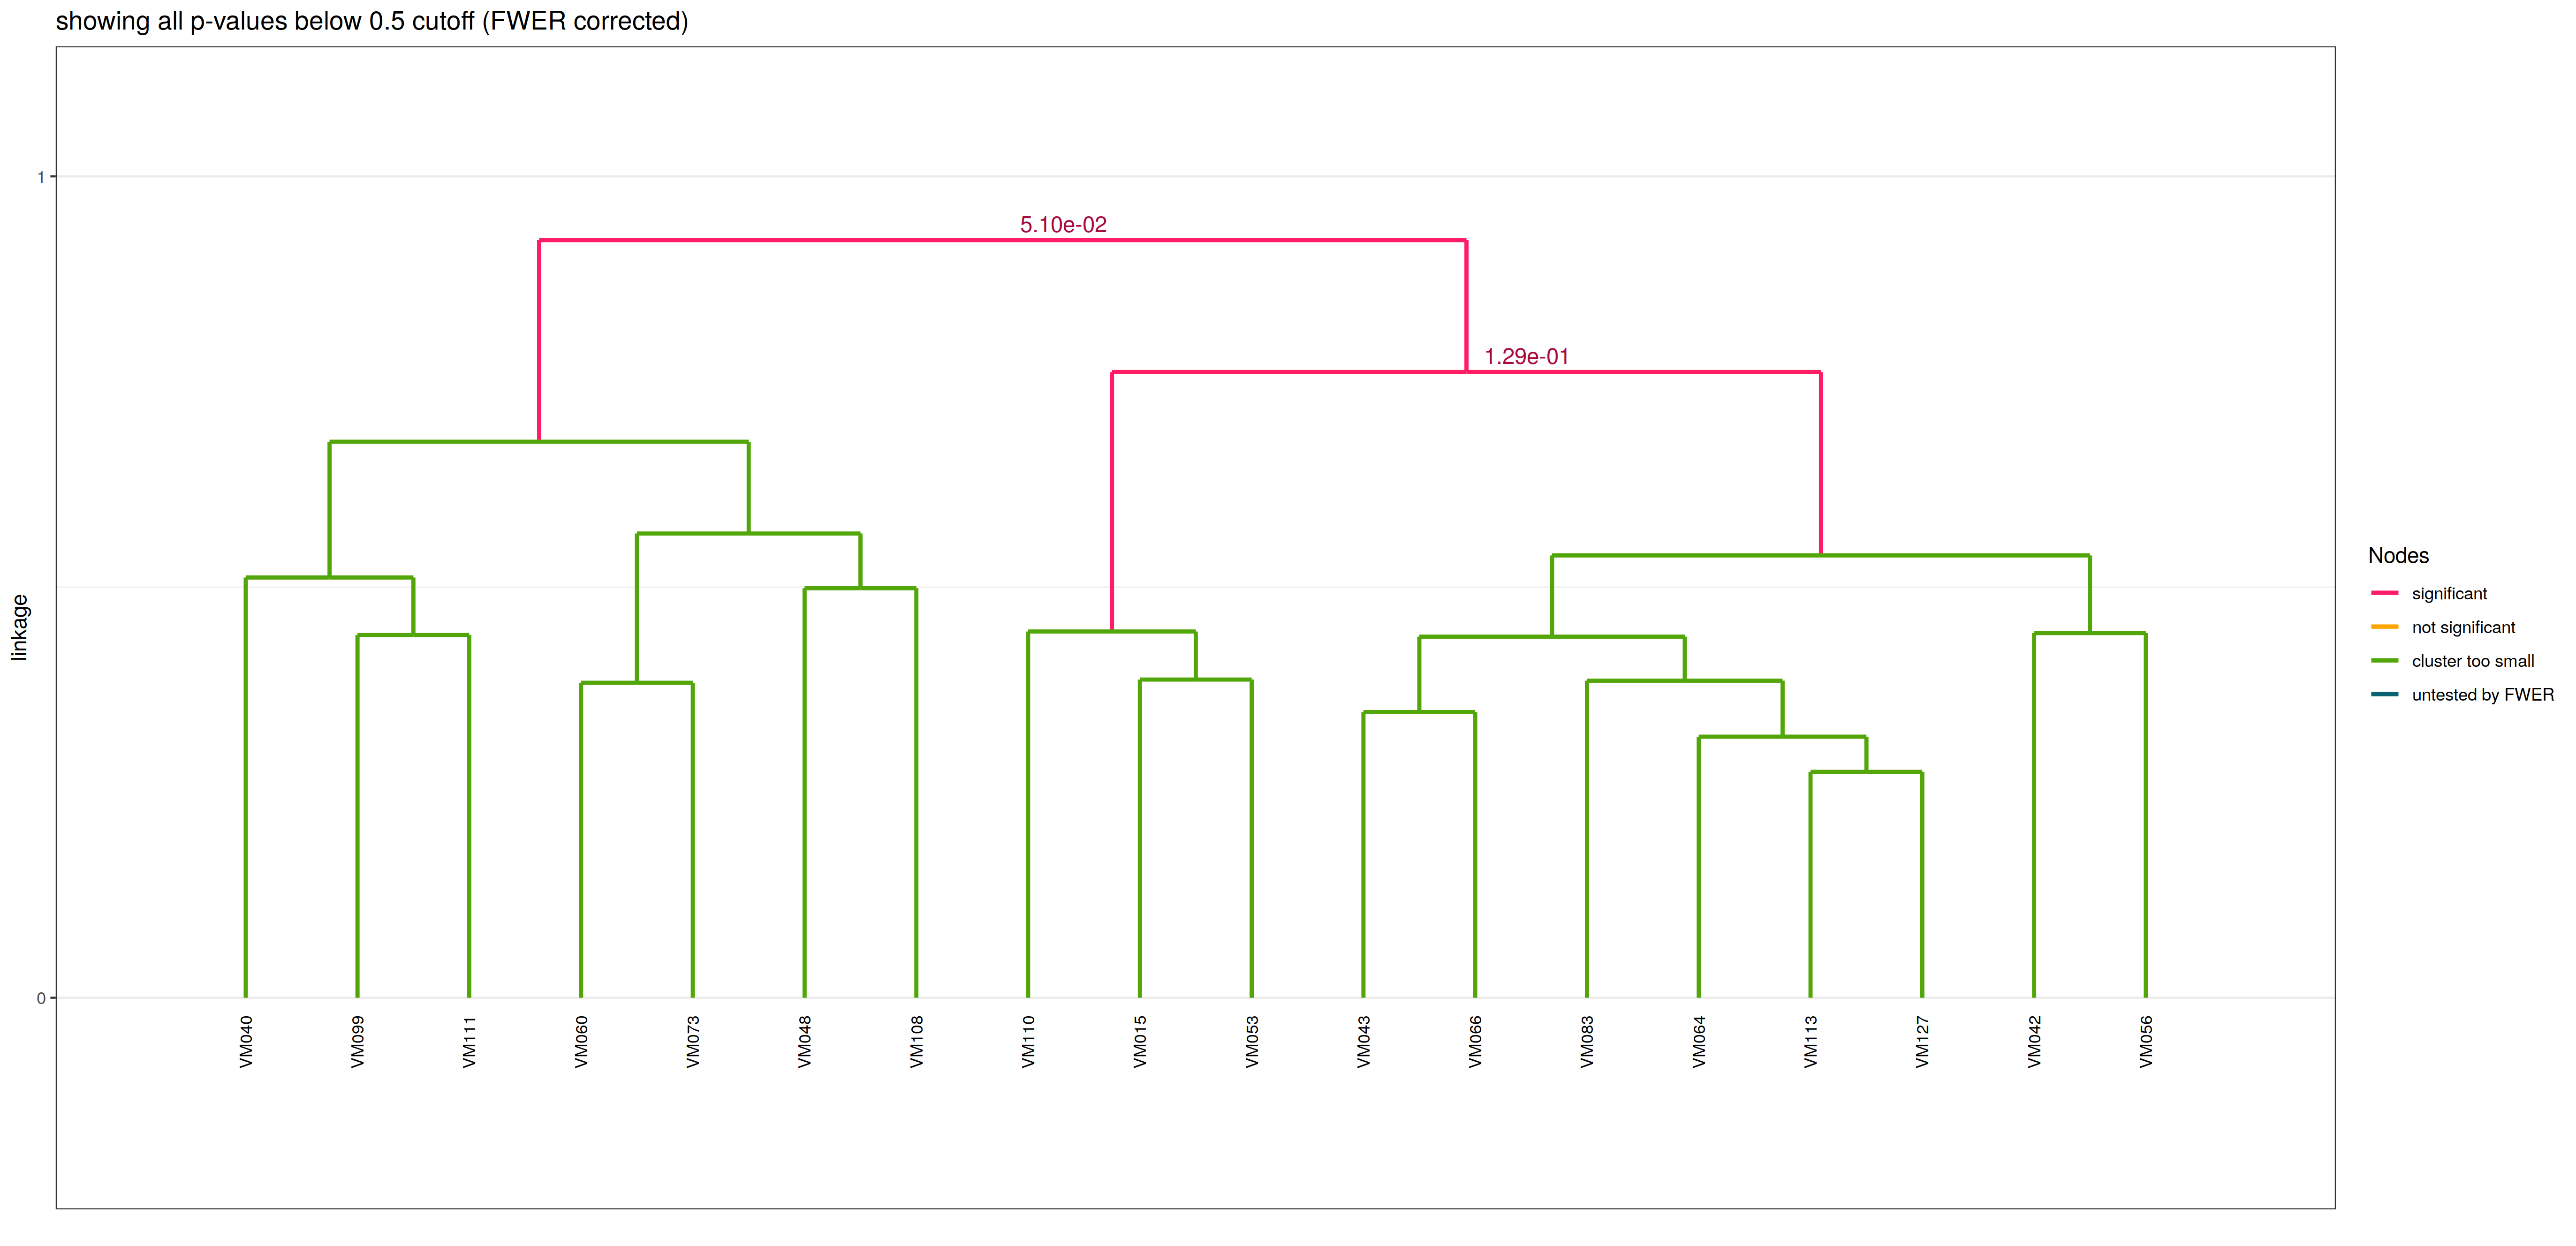 showing all p-values below 0.5 cutoff (FWER corrected)
1
5.10e-02
1.29e-01
linkage
Nodes
significant
not significant
cluster too small
untested by FWER
0
VM040
VM099
VM111
VM060
VM073
VM048
VM108
VM110
VM015
VM053
VM043
VM066
VM083
VM064
VM113
VM127
VM042
VM056